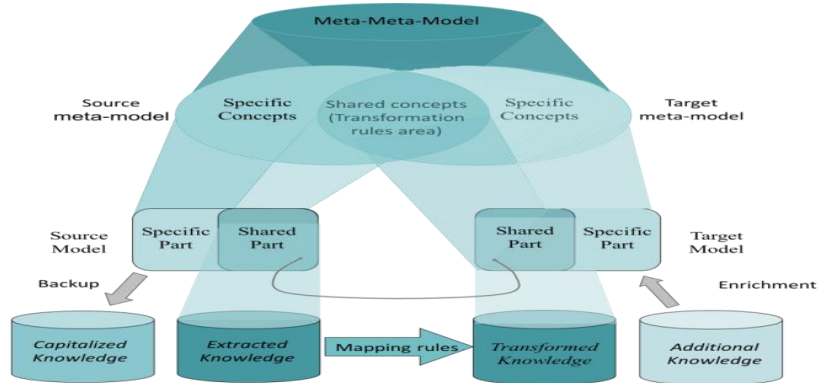 Meta-Meta-Model
Source
meta-model
Specific
Concepts
Shared concepts
(Transformation
rules area)
Specific
Concepts
Target
meta-model
Source
Model
Specific
Part
Shared
Part
Shared
Part
Specific
Part
Target
Model
Backup
Enrichment
Capitalized
Knowledge
Extracted
Knowledge
Mapping rules
Transformed
Knowledge
Additional
Knowledge